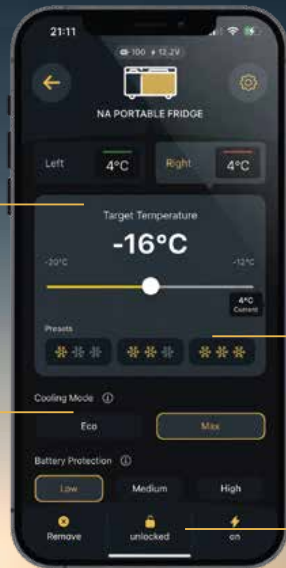 21:11
100 12.2V
NA PORTABLE FRIDGE
Left 4°C Right 4°C
Target Temperature
-16°C
-20°C -12°C
4°C
Current
Presets
Cooling Mode
Eco Max
Battery Protection
Low Medium High
Remove unlocked on